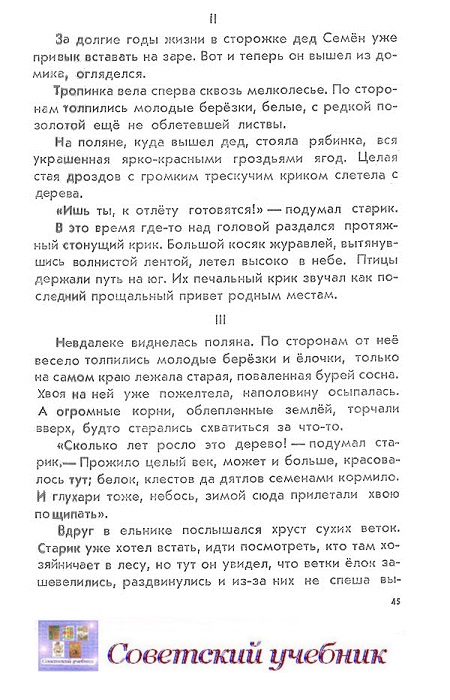 II
За долгие годы жизни в сторожке дед Семён уже
привык вставать на заре. Вот и теперь он вышел из до-
мика, огляделся.
Тропинка вела сперва сквозь мелколесье. По сторо-
нам толпились молодые берёзки, белые, с редкой по-
золотой ещё не облетевшей листвы.
На поляне, куда вышел дед, стояла рябинка, вся
украшенная ярко-красными гроздьями ягод. Целая
стая дроздов с громким трескучим криком слетела с
дерева.
«Ишь ты, к отлёту готовятся!» — подумал старик.
В это время где-то над головой раздался протяж-
ный стонущий крик. Большой косяк журавлей, вытянув-
шись волнистой лентой, летел высоко в небе. Птицы
держали путь на юг. Их печальный крик звучал как по-
следний прощальный привет родным местам.
III
Невдалеке виднелась поляна. По сторонам от неё
весело толпились молодые берёзки и ёлочки, только
на самом краю лежала старая, поваленная бурей сосна.
Хвоя на ней уже пожелтела, наполовину осыпалась.
А огромные корни, облепленные землёй, торчали
вверх, будто старались схватиться за что-то.
«Сколько лет росло это дерево! — подумал ста-
рик.— Прожило целый век, может и больше, красова-
лось тут; белок, клестов да дятлов семенами кормило.
И глухари тоже, небось, зимой сюда прилетали хвою
пощипать».
Вдруг в ельнике послышался хруст сухих веток.
Старик уже хотел встать, идти посмотреть, кто там хо-
зяйничает в лесу, но тут он увидел, что ветки ёлок за-
шевелились, раздвинулись и из-за них не спеша вы-
45
Советский учебник
Советский учебник